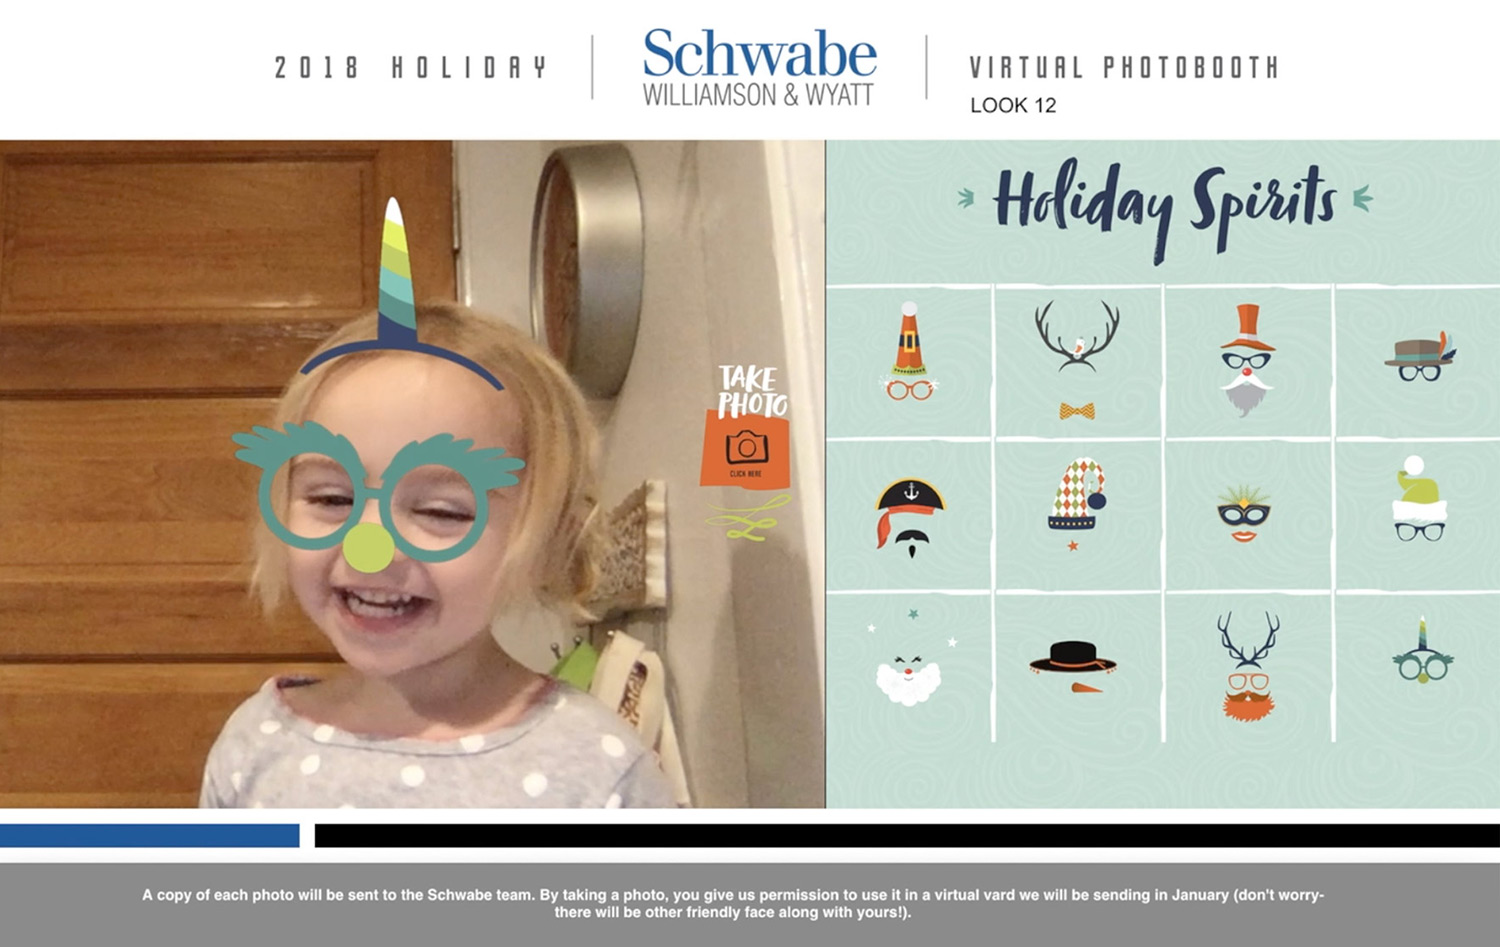 2018 HOLIDAY
Schwabe
WILLIAMSON & WYATT
VIRTUAL PHOTOBOOTH
LOOK 12
Holiday Spirits
TAKE
PHOTO
CLICK HERE
A copy of each photo will be sent to the Schwabe team. By taking a photo, you give us permission to use it in a virtual vard we will be sending in January (don't worry-
there will be other friendly face along with yours!).